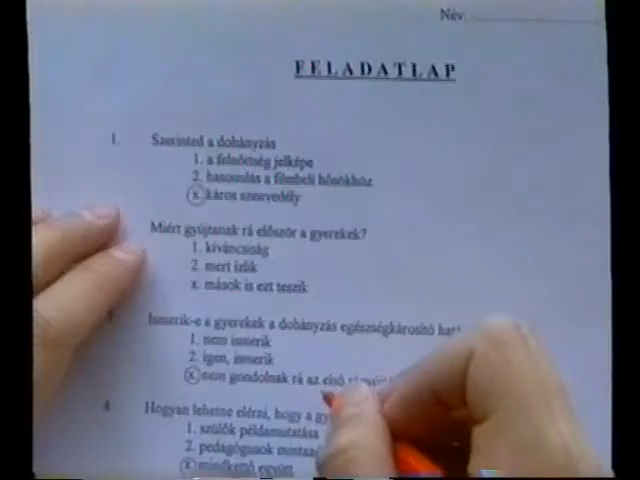 Név:
FELADATLAP
1. Szerinted a dohányzás
1. a felnőttség jelképe
2. hasonulás a filmbeli hősökhöz
x. káros szenvedély
Miért gyújtanak rá először a gyerekek?
1. kíváncsiság
2. mert ízlik
x. mások is ezt teszik
Ismerik-e a gyerekek a dohányzás egészségkárosító
1. nem ismerik
2. igen, ismerik
x. nem gondolnak rá az első
4. Hogyan lehetne elérni, hogy a
1. szülők példamutatása
2. pedagógusok
x. mindkettő együtt